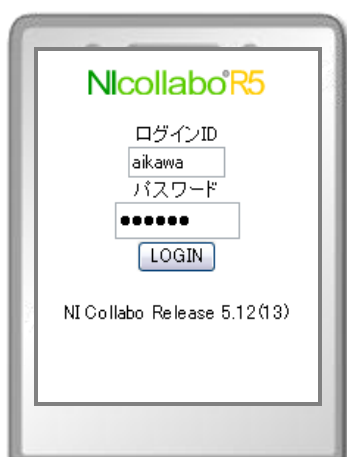 NIcollabo R5
ログインID
aikawa
パスワード
●●●●●●
LOGIN
NI Collabo Release 5.12(13)